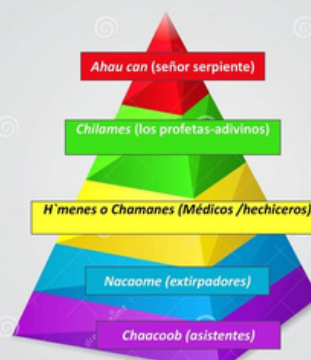 Ahau can (señor serpiente)
Chilames (los profetas-adivinos)
H`menes o Chamanes (Médicos /hechiceros)
Nacaome (extirpadores)
Chaacoob (asistentes)